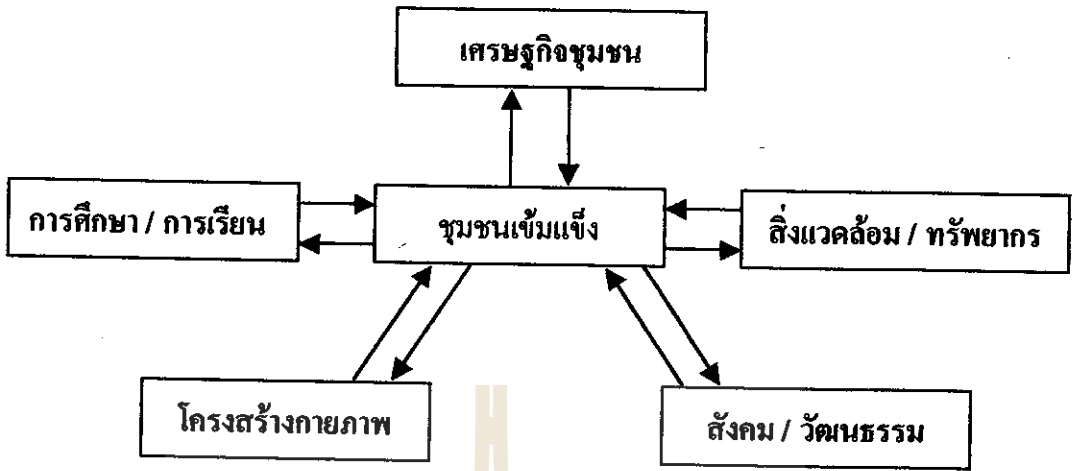 เศรษฐกิจชุมชน
การศึกษา / การเรียน
ชุมชนเข้มแข็ง
สิ่งแวดล้อม / ทรัพยากร
โครงสร้างกายภาพ
สังคม / วัฒนธรรม